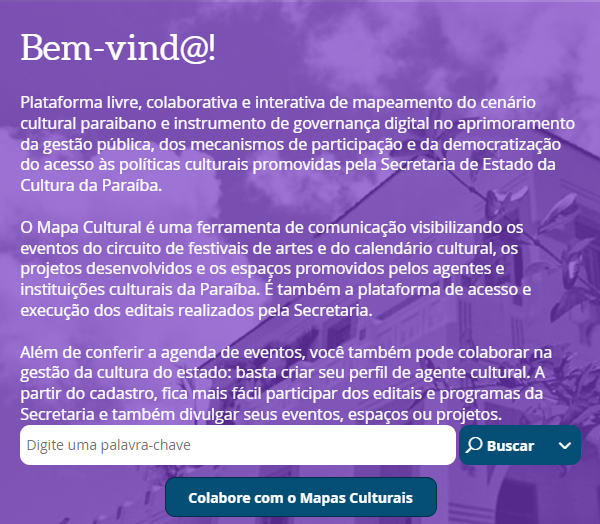 Bem-vind@!
Plataforma livre, colaborativa e interativa de mapeamento do cenário
cultural paraibano e instrumento de governança digital no aprimoramento
da gestão pública, dos mecanismos de participação e da democratização
do acesso às políticas culturais promovidas pela Secretaria de Estado da
Cultura da Paraíba.
O Mapa Cultural é uma ferramenta de comunicação visibilizando os
eventos do circuito de festivais de artes e do calendário cultural, os
projetos desenvolvidos e os espaços promovidos pelos agentes e
instituições culturais da Paraíba. É também a plataforma de acesso e
execução dos editais realizados pela Secretaria.
Além de conferir a agenda de eventos, você também pode colaborar na
gestão da cultura do estado: basta criar seu perfil de agente cultural. A
partir do cadastro, fica mais fácil participar dos editais e programas da
Secretaria e também divulgar seus eventos, espaços ou projetos.
Digite uma palavra-chave
Buscar
Colabore com o Mapas Culturais